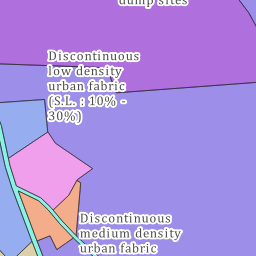 dump sites
Discontinuous
low density
urban fabric
(S.L. : 10% -
30%)
Discontinuous
medium density
urban fabric